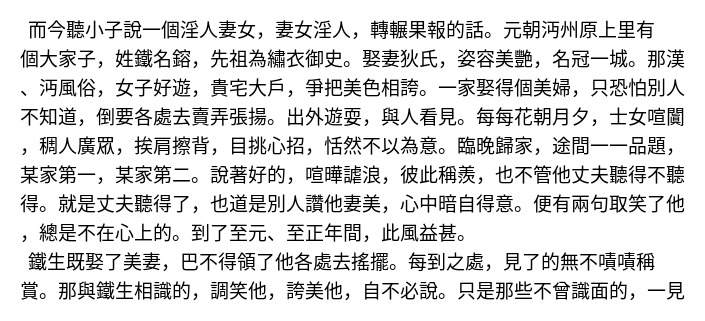 而今聽小子說一個淫人妻女，妻女淫人，轉輾果報的話。元朝沔州原上里有
個大家子，姓鐵名鎔，先祖為繡衣御史。娶妻狄氏，姿容美艷，名冠一城。那漢
、沔風俗，女子好遊，貴宅大戶，爭把美色相誇。一家娶得個美婦，只恐怕別人
不知道，倒要各處去賣弄張揚。出外遊耍，與人看見。每每花朝月夕，士女喧闐
，稠人廣眾，挨肩擦背，目挑心招，恬然不以為意。臨晚歸家，途間一一品題，
某家第一，某家第二。說著好的，喧嘩謔浪，彼此稱羨，也不管他丈夫聽得不聽
得。就是丈夫聽得了，也道是別人讚他妻美，心中暗自得意。便有兩句取笑了他
，總是不在心上的。到了至元、至正年間，此風益甚。
鐵生既娶了美妻，巴不得領了他各處去搖擺。每到之處，見了的無不嘖嘖稱
賞。那與鐵生相識的，調笑他，誇美他，自不必說。只是那些不曾識面的，一見